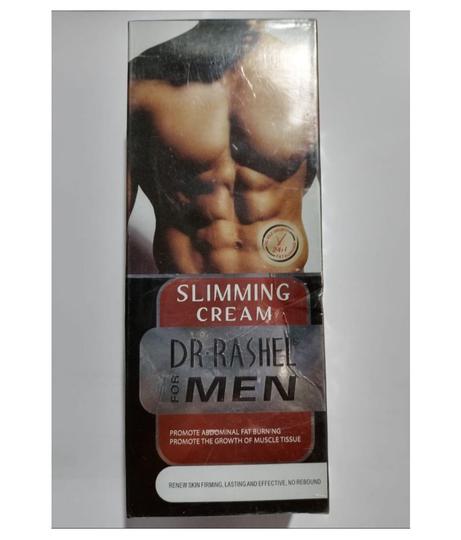 24H
SLIMMING
CREAM
DR·RASHEL®
FOR MEN
PROMOTE ABDOMINAL FAT BURNING
PROMOTE THE GROWTH OF MUSCLE TISSUE
RENEW SKIN FIRMING, LASTING AND EFFECTIVE, NO REBOUND